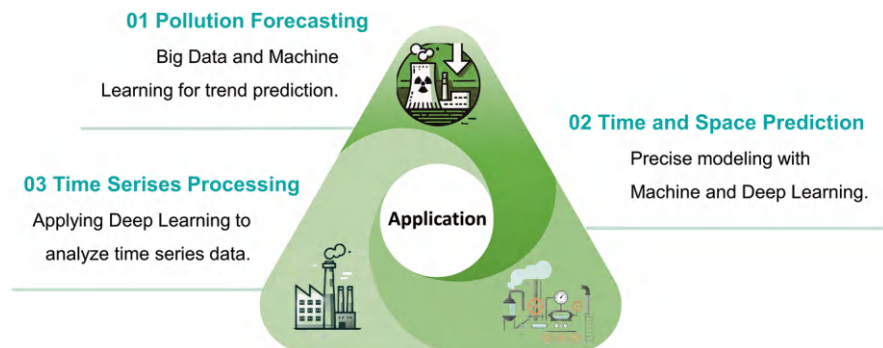 01 Pollution Forecasting
Big Data and Machine
Learning for trend prediction.
02 Time and Space Prediction
Precise modeling with
Machine and Deep Learning.
03 Time Serises Processing
Applying Deep Learning to
analyze time series data.
Application